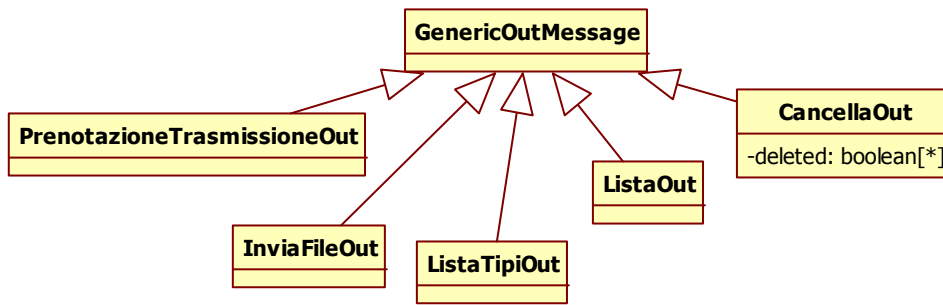 GenericOutMessage
PrenotazioneTrasmissioneOut
CancellaOut
-deleted: boolean[*]
ListaOut
InviaFileOut
ListaTipiOut